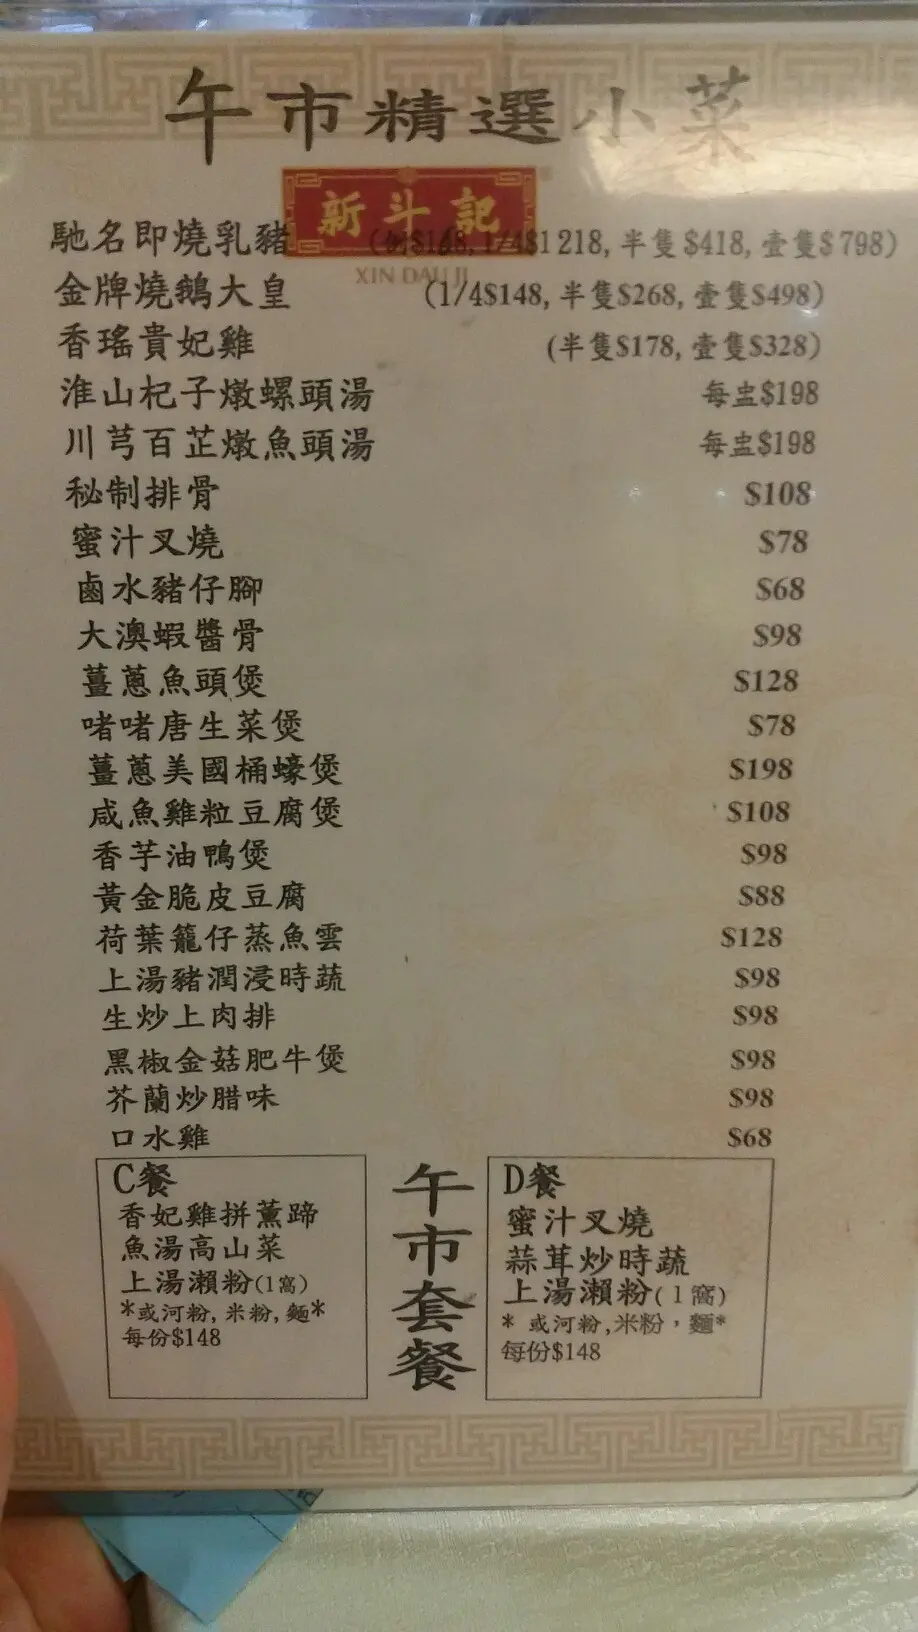 午市精選小菜
新斗記
XIN DAU JI
馳名即燒乳豬 (例$168, 1/4$1218, 半隻$418, 壹隻$798)
金牌燒鵝大皇 (1/4$148, 半隻$268, 壹隻$498)
香瑤貴妃雞 (半隻$178, 壹隻$328)
淮山杞子燉螺頭湯 每盅$198
川芎百芷燉魚頭湯 每盅$198
秘制排骨 $108
蜜汁叉燒 $78
鹵水豬仔腳 $68
大澳蝦醬骨 $98
薑蔥魚頭煲 $128
啫啫唐生菜煲 $78
薑蔥美國桶蠔煲 $198
咸魚雞粒豆腐煲 $108
香芋油鴨煲 $98
黃金脆皮豆腐 $88
荷葉籠仔蒸魚雲 $128
上湯豬潤浸時蔬 $98
生炒上肉排 $98
黑椒金菇肥牛煲 $98
芥蘭炒腊味 $98
口水雞 $68
C餐
香妃雞拼薰蹄
魚湯高山菜
上湯瀨粉(1窩)
*或河粉, 米粉, 麵*
每份$148
午市套餐
D餐
蜜汁叉燒
蒜茸炒時蔬
上湯瀨粉(1窩)
* 或河粉,米粉，麵*
每份$148